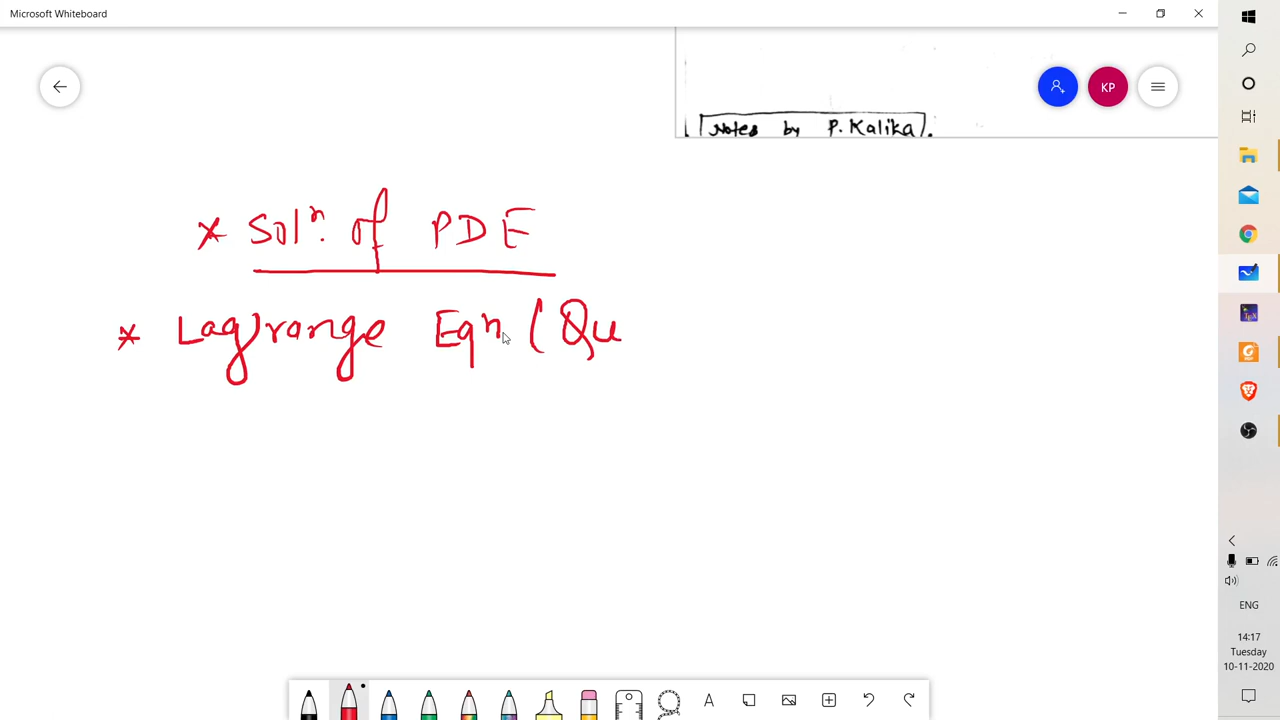 Microsoft Whiteboard
KP
Notes by P. Kalika.
* Solⁿ. of PDE
* Lagrange Eqn (Qu
A
ENG
14:17
Tuesday
10-11-2020